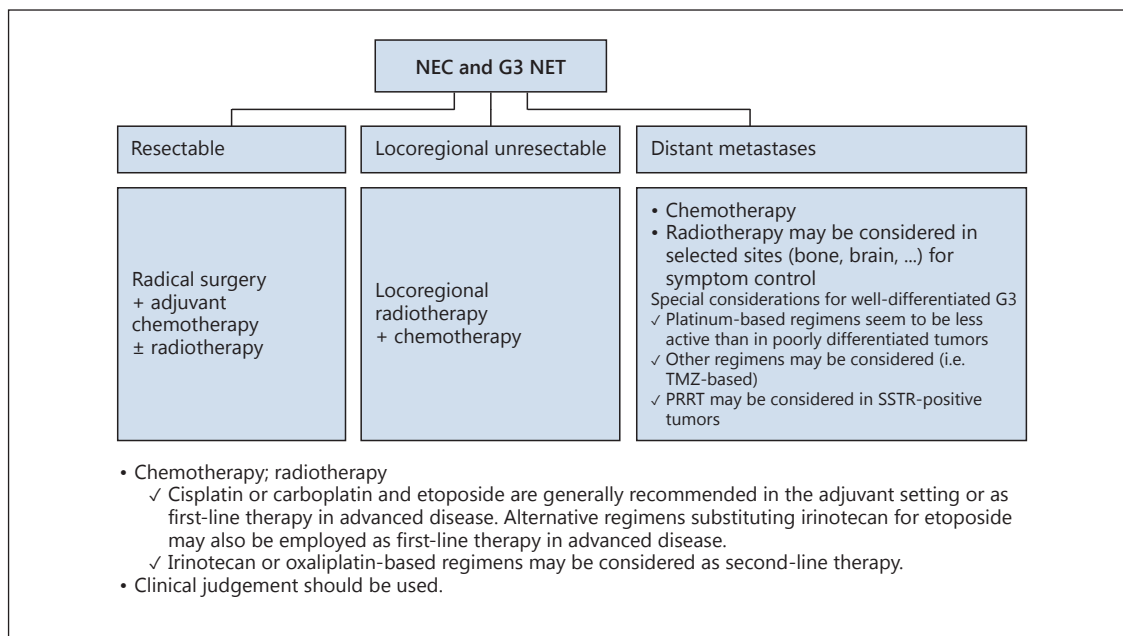 NEC and G3 NET
Resectable
Locoregional unresectable
Distant metastases
Radical surgery
+ adjuvant
chemotherapy
± radiotherapy
Locoregional
radiotherapy
+ chemotherapy
• Chemotherapy
• Radiotherapy may be considered in
selected sites (bone, brain, ...) for
symptom control
Special considerations for well-differentiated G3
✓ Platinum-based regimens seem to be less
active than in poorly differentiated tumors
✓ Other regimens may be considered (i.e.
TMZ-based)
✓ PRRT may be considered in SSTR-positive
tumors
• Chemotherapy; radiotherapy
✓ Cisplatin or carboplatin and etoposide are generally recommended in the adjuvant setting or as
first-line therapy in advanced disease. Alternative regimens substituting irinotecan for etoposide
may also be employed as first-line therapy in advanced disease.
✓ Irinotecan or oxaliplatin-based regimens may be considered as second-line therapy.
• Clinical judgement should be used.